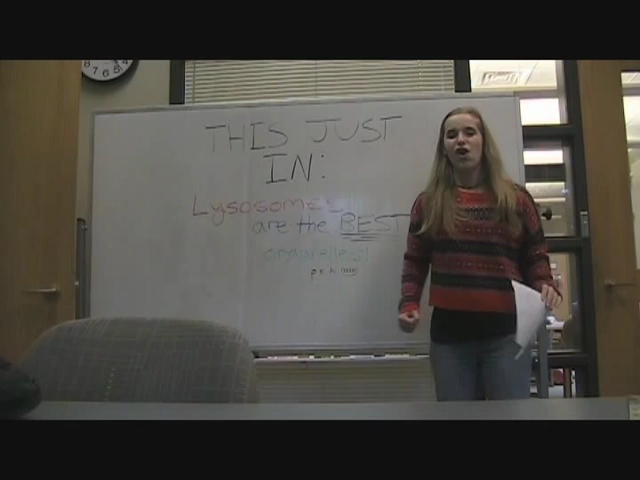 THIS JUST
IN:
Lysosomes
are the BEST
organelles!